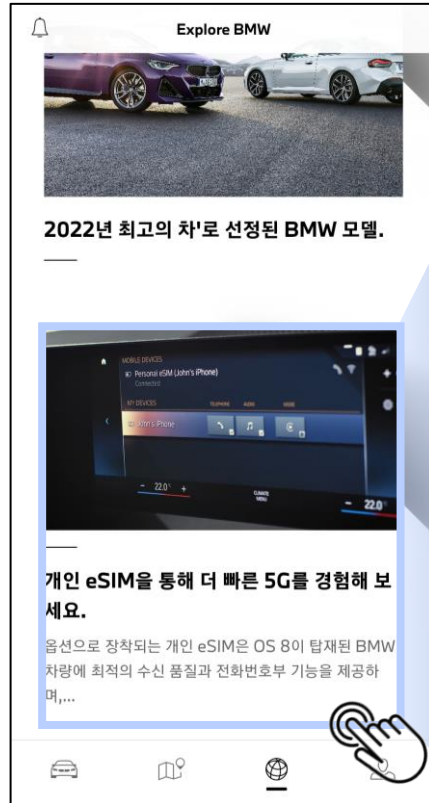 Explore BMW
2022년 최고의 차'로 선정된 BMW 모델.
MOBILE DEVICES
Personal eSIM (John's iPhone)
Connected
MY DEVICES
TELEPHONE AUDIO
John's iPhone
- 22.0 +
CLIMATE
MENU
- 22.0
개인 eSIM을 통해 더 빠른 5G를 경험해 보
세요.
옵션으로 장착되는 개인 eSIM은 OS 8이 탑재된 BMW
차량에 최적의 수신 품질과 전화번호부 기능을 제공하
며,...